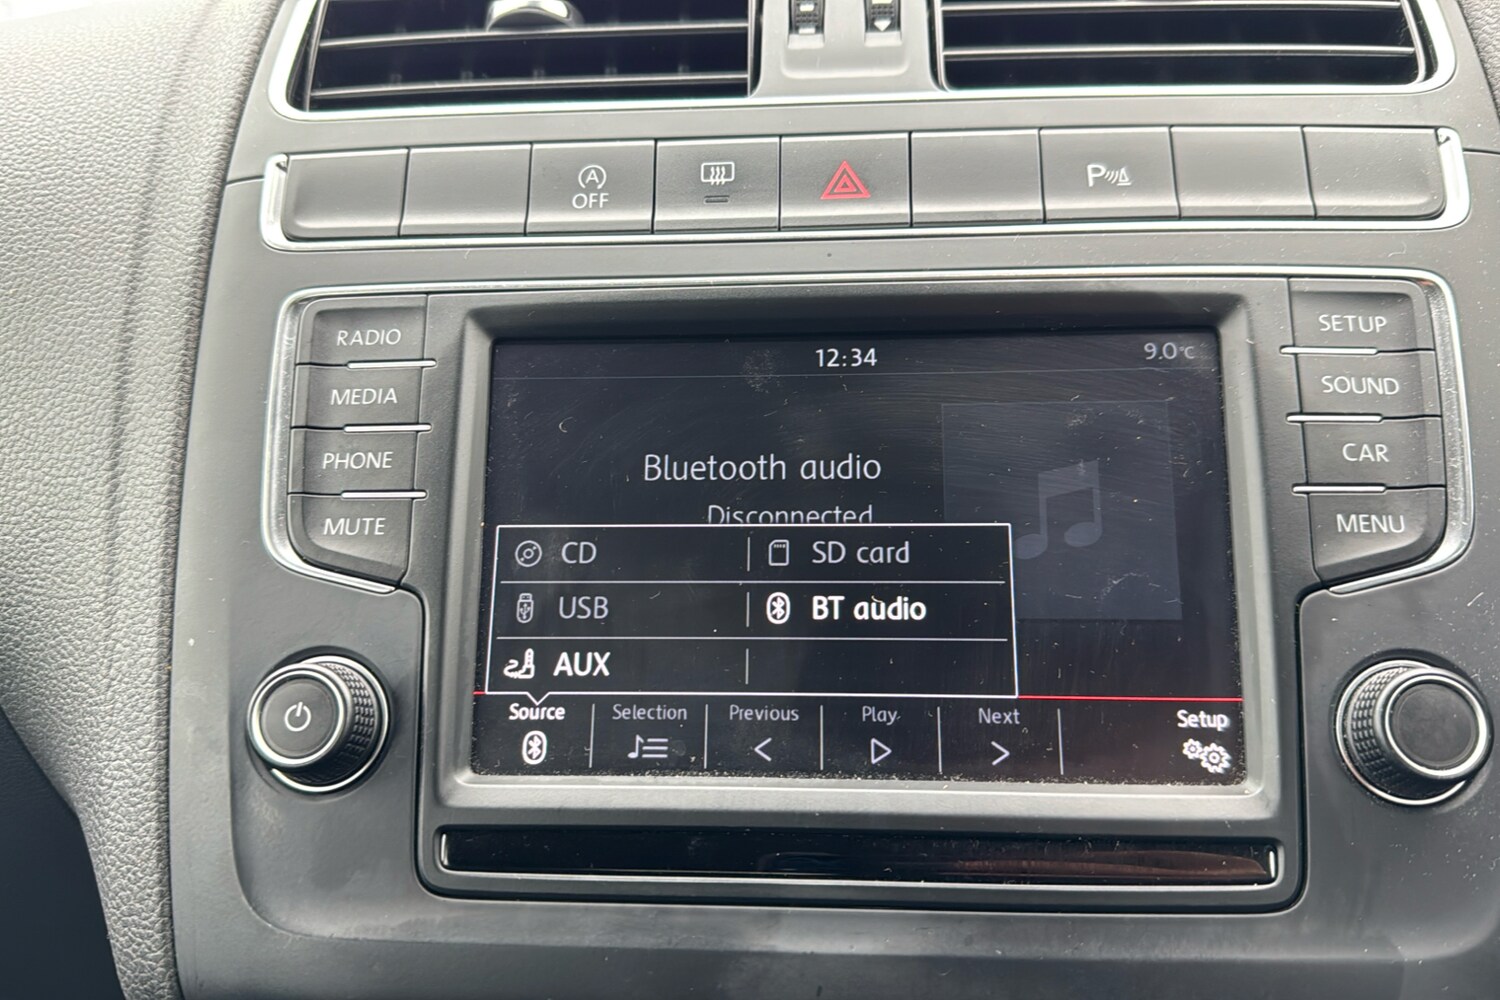 A
OFF
P
RADIO
MEDIA
PHONE
MUTE
SETUP
SOUND
CAR
MENU
12:34
9.0°C
Bluetooth audio
Disconnected
CD
SD card
USB
BT audio
AUX
Source
Selection
Previous
Play
Next
Setup